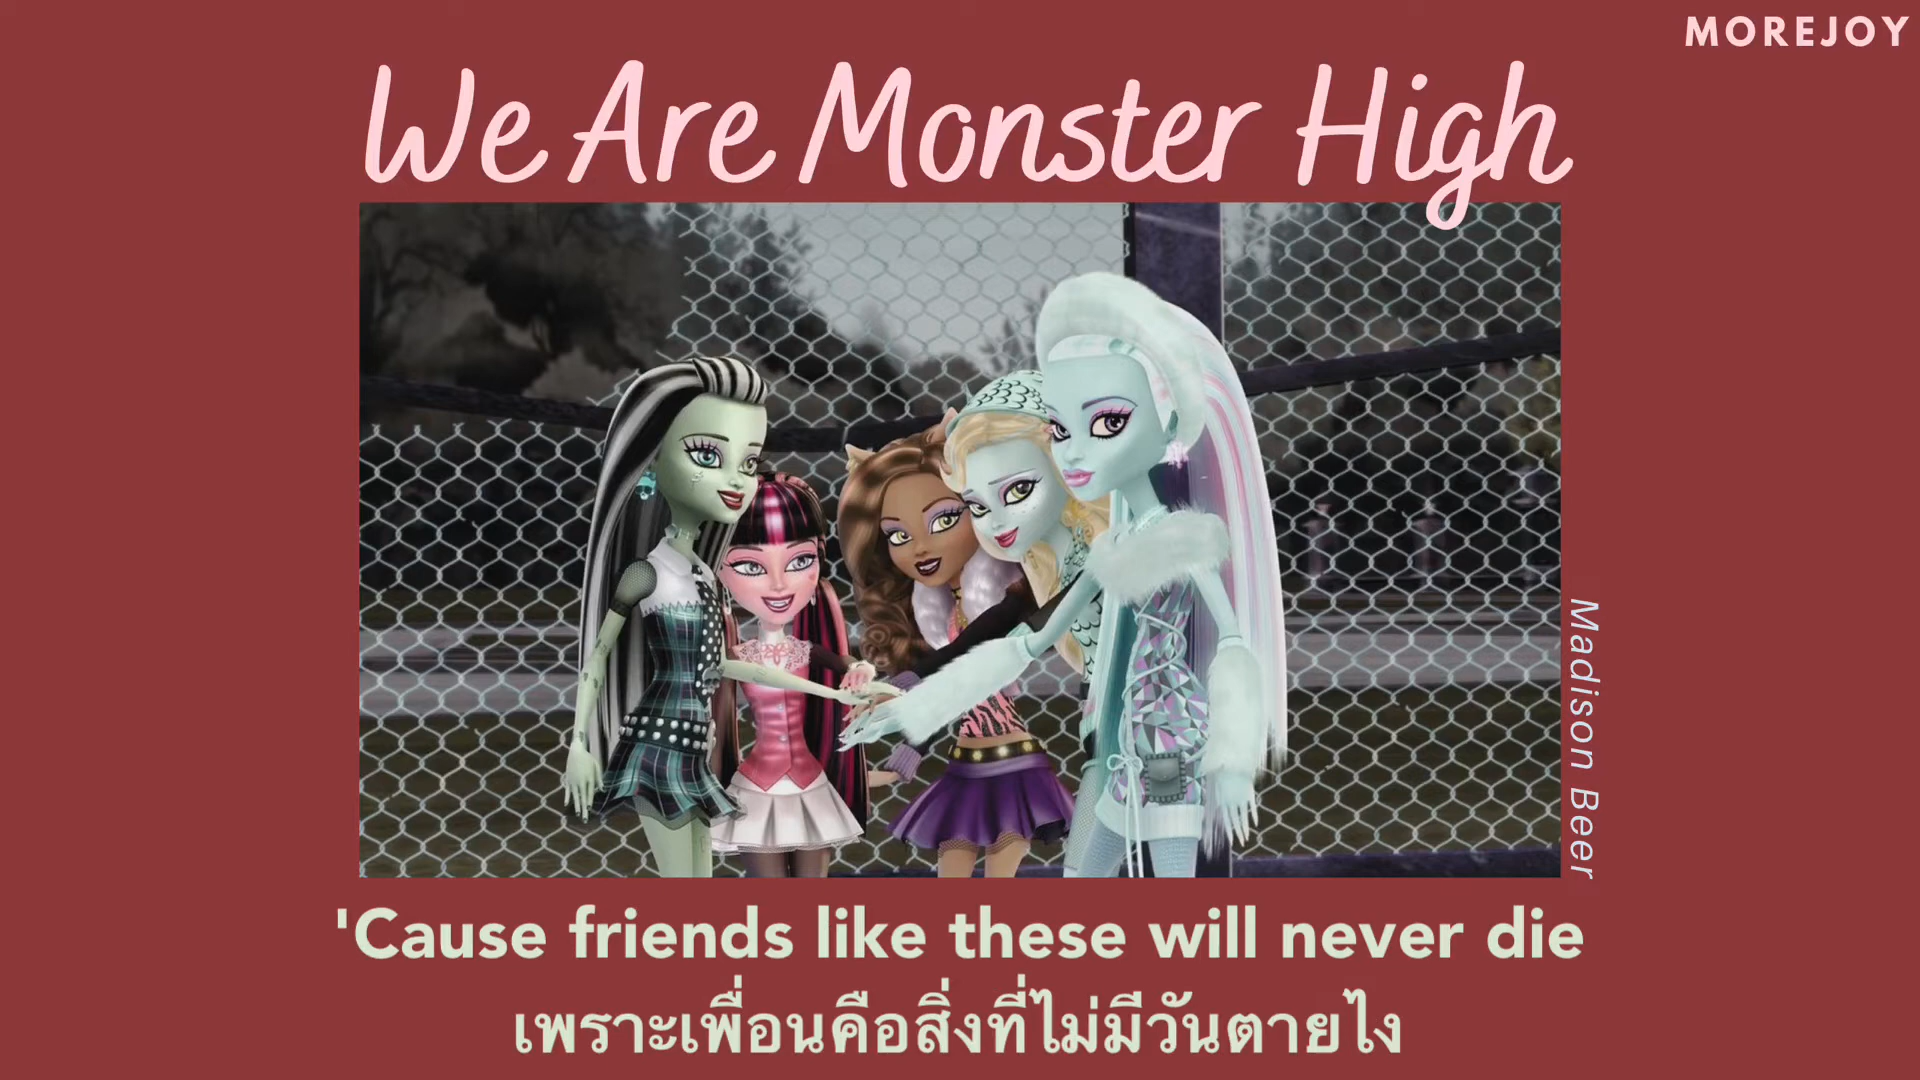 MOREJOY
We Are Monster High
Madison Beer
'Cause friends like these will never die
เพราะเพื่อนคือสิ่งที่ไม่มีวันตายไง